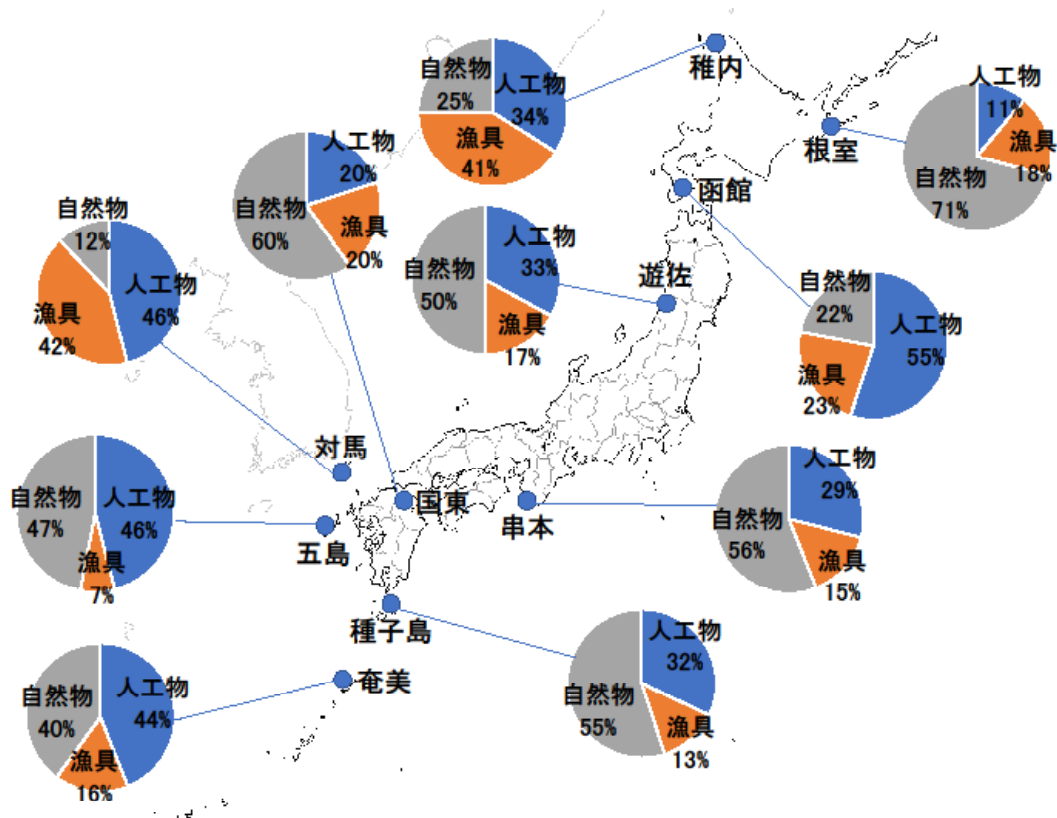 稚内
自然物
25%
人工物
34%
漁具
41%
根室
人工物
11%
漁具
18%
自然物
71%
函館
自然物
22%
人工物
55%
漁具
23%
遊佐
人工物
33%
自然物
50%
漁具
17%
国東
人工物
20%
自然物
60%
漁具
20%
対馬
自然物
12%
人工物
46%
漁具
42%
五島
自然物
47%
人工物
46%
漁具
7%
串本
人工物
29%
自然物
56%
漁具
15%
種子島
人工物
32%
自然物
55%
漁具
13%
奄美
自然物
40%
人工物
44%
漁具
16%